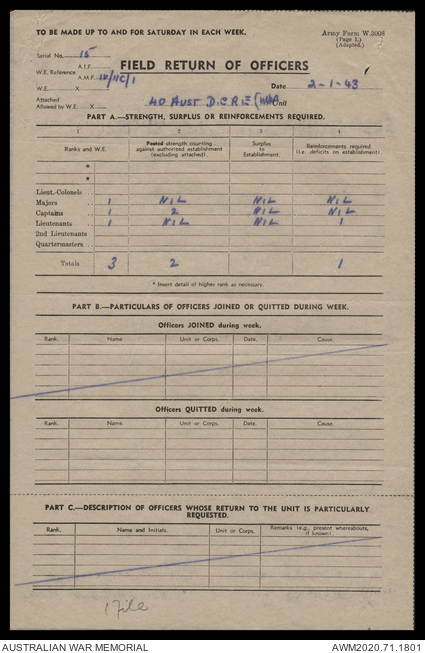 TO BE MADE UP TO AND FOR SATURDAY IN EACH WEEK.
Army Form W.3008
(Page 1.)
(Adapted.)
Serial No. 15
A.I.F.
W.E. Reference
A.M.F. IV/11C/1
FIELD RETURN OF OFFICERS
W.E. X
Date 2-1-43
Attached
Allowed by W.E. X
40 AUST D.C.R.E. Unit
PART A.—STRENGTH, SURPLUS OR REINFORCEMENTS REQUIRED.
1 2 3 4
Ranks and W.E. Posted strength counting against authorized establishment (excluding attached). Surplus to Establishment. Reinforcements required (i.e. deficits on establishment).
*
*
Lieut.-Colonels
Majors 1 NIL NIL NIL
Captains 1 2 NIL NIL
Lieutenants 1 NIL NIL 1
2nd Lieutenants
Quartermasters
Totals 3 2 1
* Insert detail of higher rank as necessary.
PART B.—PARTICULARS OF OFFICERS JOINED OR QUITTED DURING WEEK.
Officers JOINED during week.
Rank. Name Unit or Corps. Date. Cause.
Officers QUITTED during week.
Rank. Name. Unit or Corps. Date. Cause.
PART C.—DESCRIPTION OF OFFICERS WHOSE RETURN TO THE UNIT IS PARTICULARLY
REQUESTED.
Rank. Name and Initials. Unit or Corps. Remarks (e.g., present whereabouts, if known).
1 File
AUSTRALIAN WAR MEMORIAL
AWM2020.71.1801